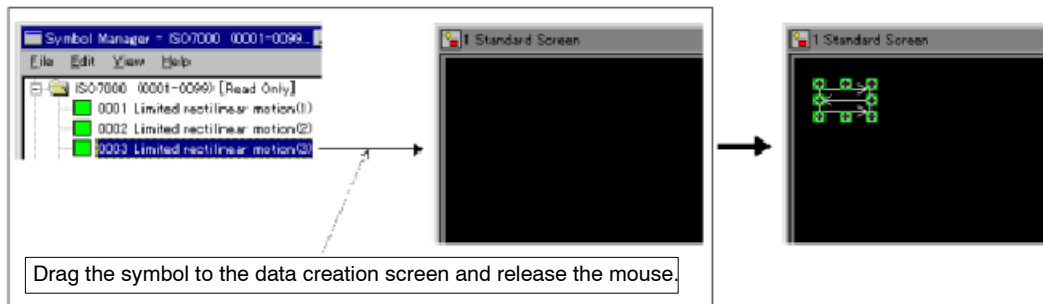 Symbol Manager - ISO7000 (0001-0099..
File Edit View Help
ISO7000 (0001-0099) [Read Only]
0001 Limited rectilinear motion(1)
0002 Limited rectilinear motion(2)
0003 Limited rectilinear motion(3)
1 Standard Screen
1 Standard Screen
Drag the symbol to the data creation screen and release the mouse.